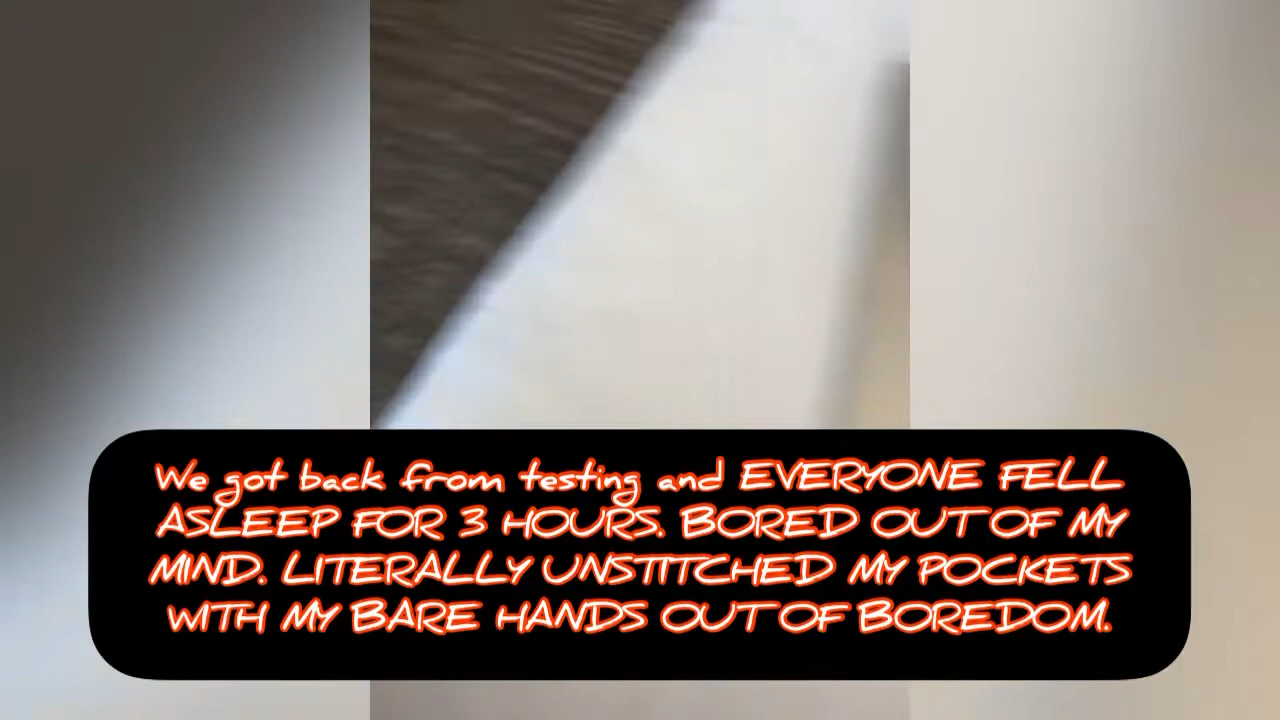 We got back from testing and EVERYONE FELL
ASLEEP FOR 3 HOURS. BORED OUT OF MY
MIND. LITERALLY UNSTITCHED MY POCKETS
WITH MY BARE HANDS OUT OF BOREDOM.